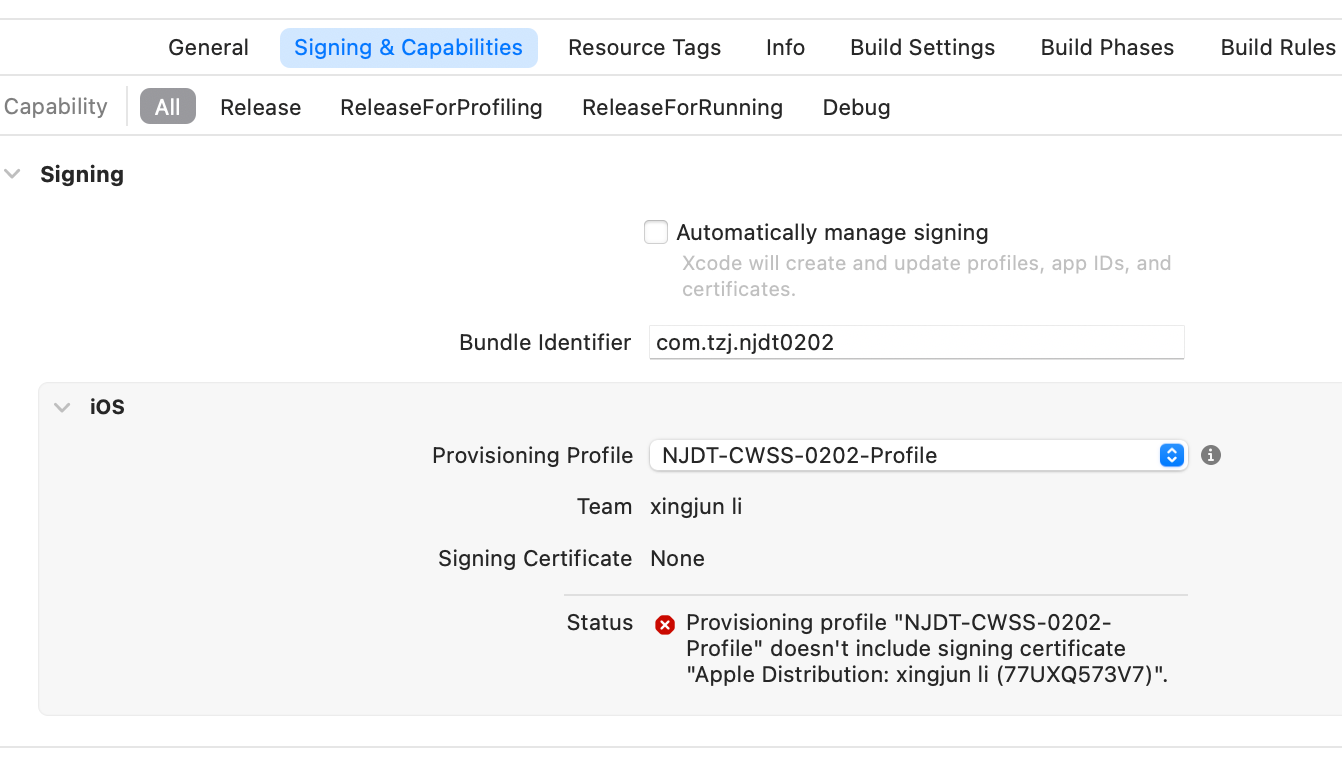 General Signing & Capabilities Resource Tags Info Build Settings Build Phases Build Rules
Capability All Release ReleaseForProfiling ReleaseForRunning Debug
Signing
Automatically manage signing
Xcode will create and update profiles, app IDs, and
certificates.
Bundle Identifier com.tzj.njdt0202
iOS
Provisioning Profile NJDT-CWSS-0202-Profile
Team xingjun li
Signing Certificate None
Status Provisioning profile "NJDT-CWSS-0202-
Profile" doesn't include signing certificate
"Apple Distribution: xingjun li (77UXQ573V7)".